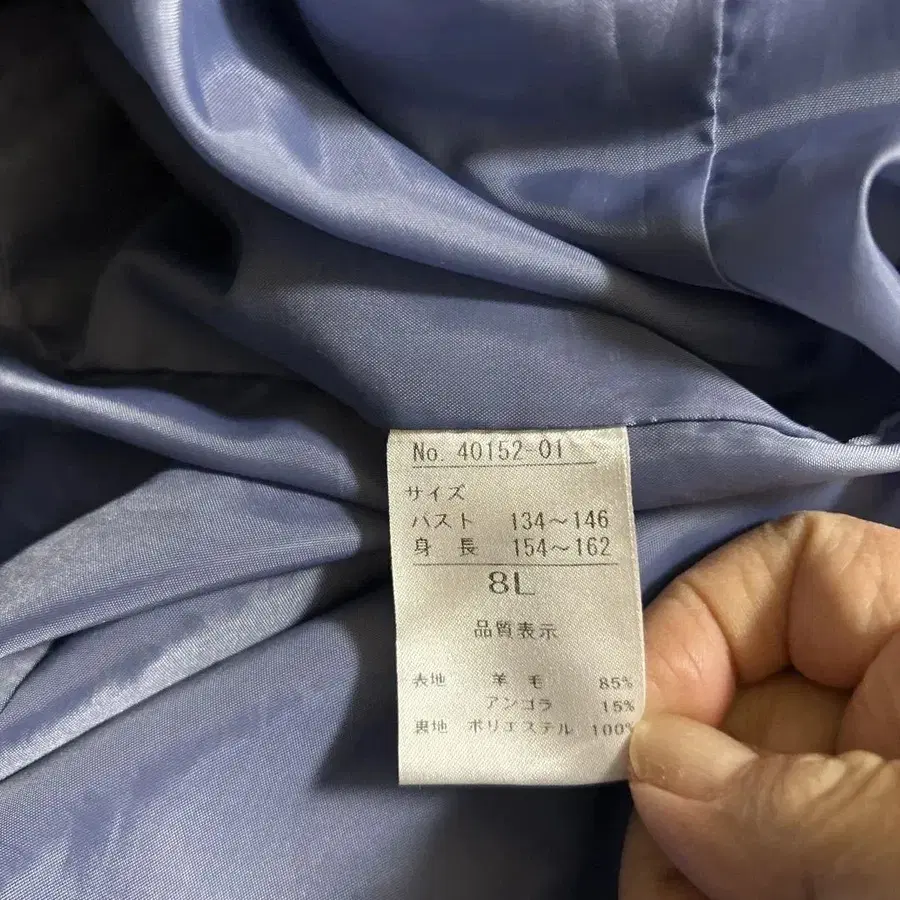 No. 40152-01
サイズ
バスト 134～146
身長 154～162
8L
品質表示
表地 羊毛 85%
アンゴラ 15%
裏地 ポリエステル 100%